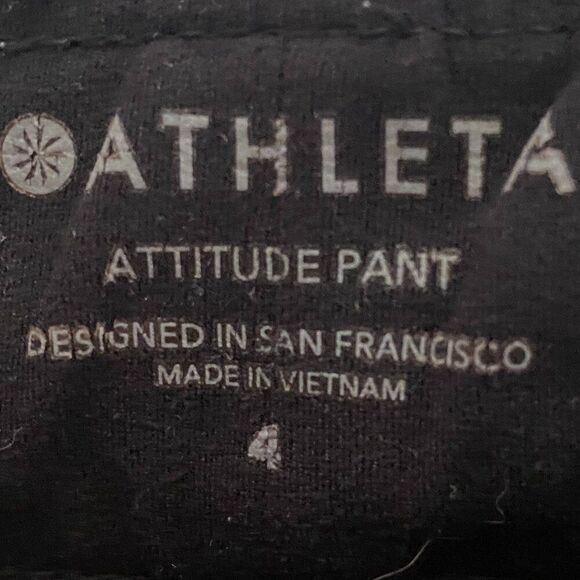 ATHLETA
ATTITUDE PANT
DESIGNED IN SAN FRANCISCO
MADE IN VIETNAM
4